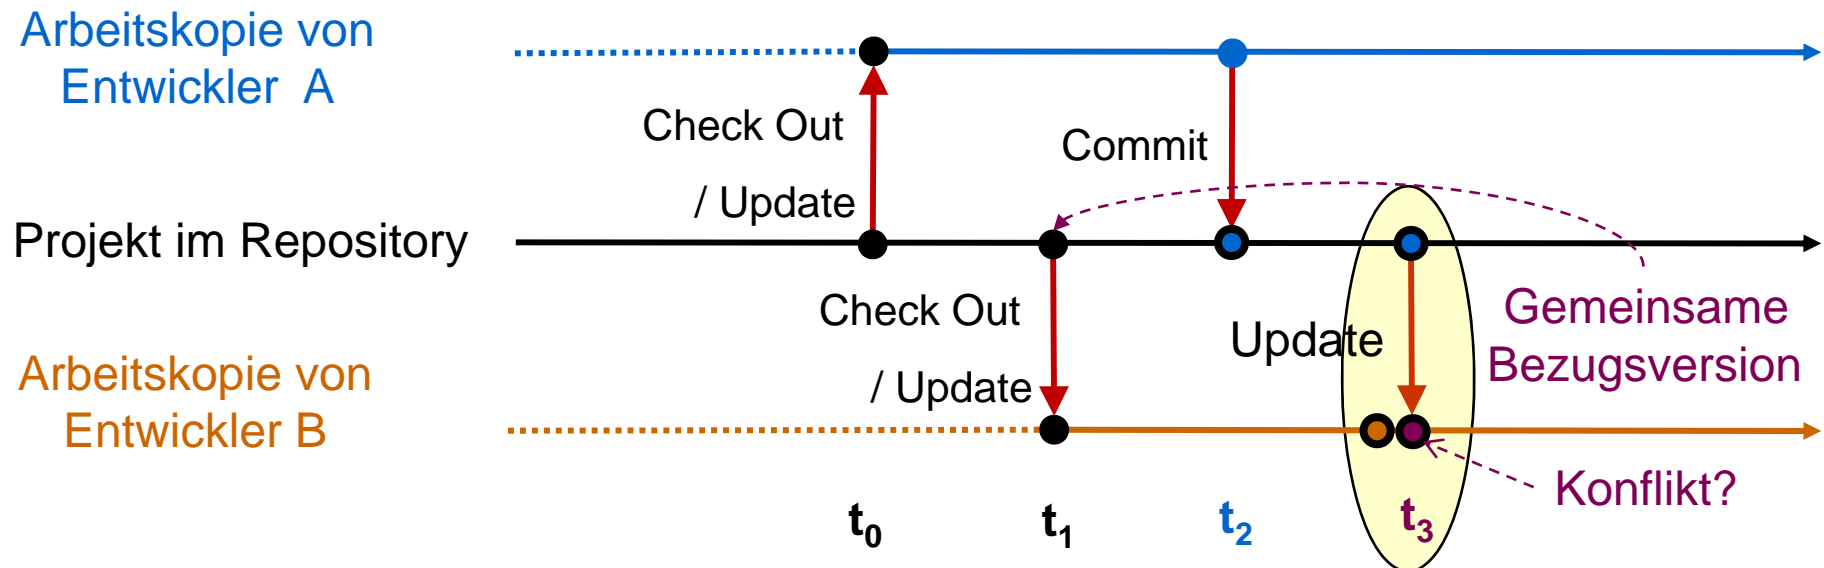 Arbeitskopie von
Entwickler A
Check Out
/ Update
Commit
Projekt im Repository
Check Out
/ Update
Update
Gemeinsame
Bezugsversion
Arbeitskopie von
Entwickler B
Konflikt?
t0
t1
t2
t3